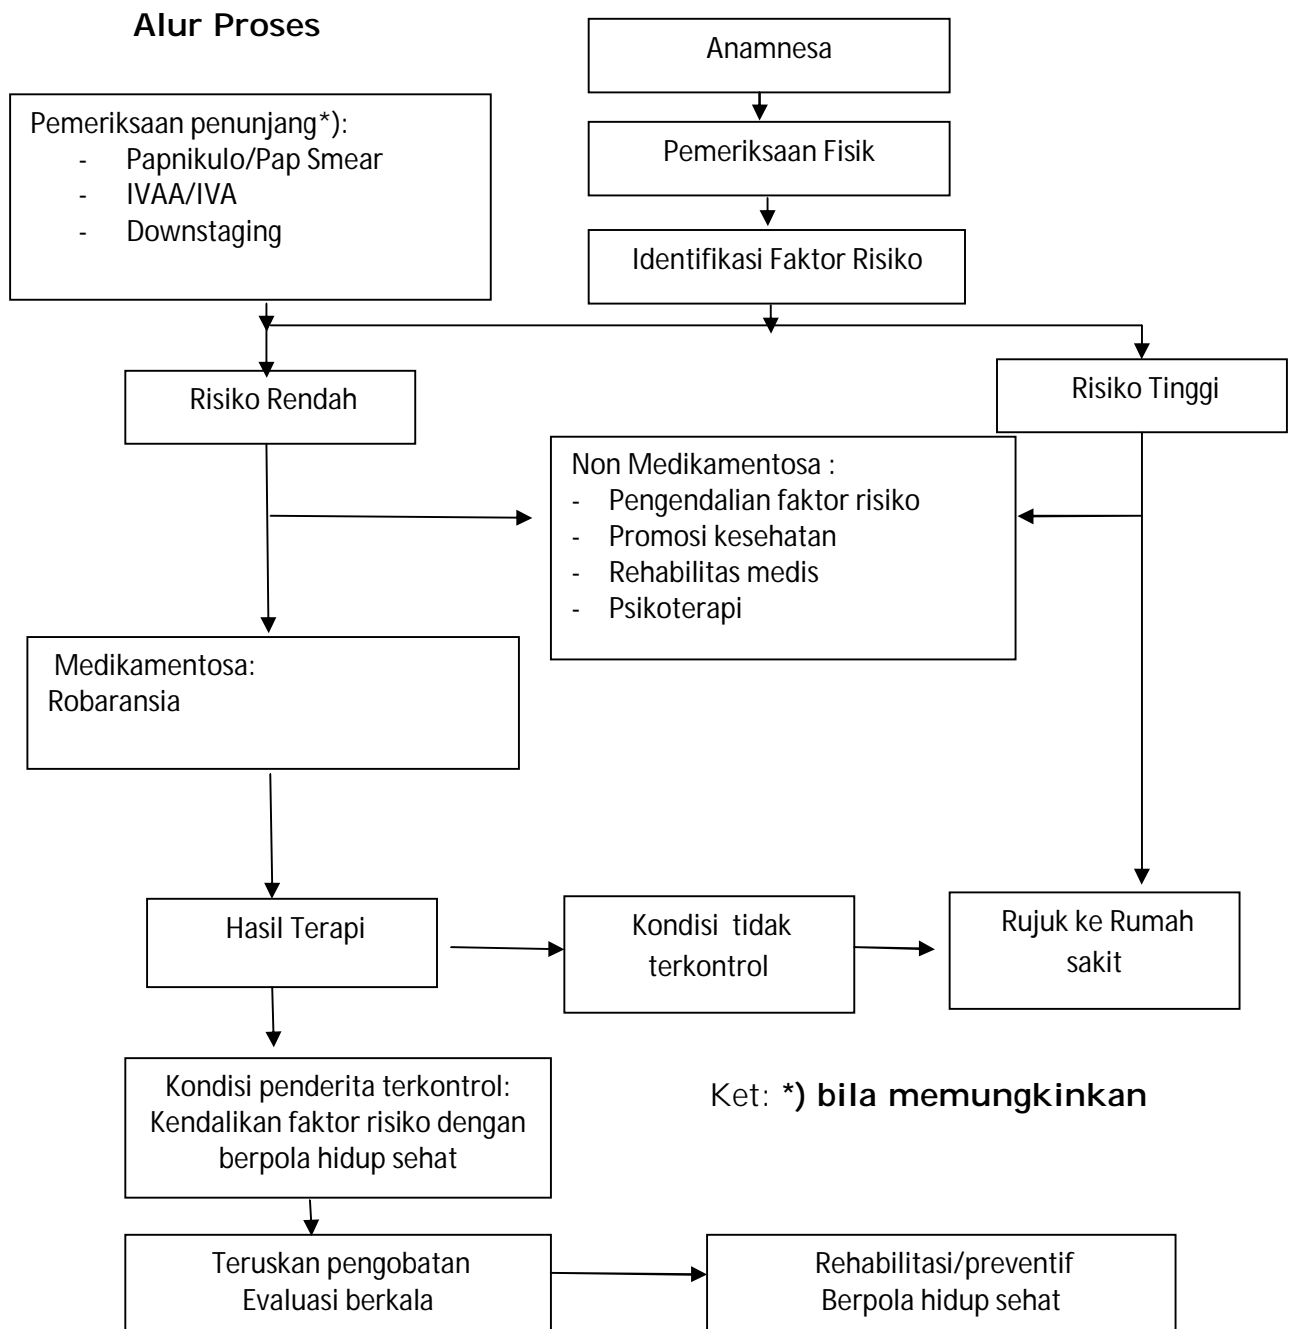 Alur Proses
Anamnesa
Pemeriksaan penunjang*):
- Papnikulo/Pap Smear
- IVAA/IVA
- Downstaging
Pemeriksaan Fisik
Identifikasi Faktor Risiko
Risiko Rendah
Risiko Tinggi
Non Medikamentosa :
- Pengendalian faktor risiko
- Promosi kesehatan
- Rehabilitas medis
- Psikoterapi
Medikamentosa:
Robaransia
Hasil Terapi
Kondisi tidak
terkontrol
Rujuk ke Rumah
sakit
Kondisi penderita terkontrol:
Kendalikan faktor risiko dengan
berpola hidup sehat
Ket: *) bila memungkinkan
Teruskan pengobatan
Evaluasi berkala
Rehabilitasi/preventif
Berpola hidup sehat